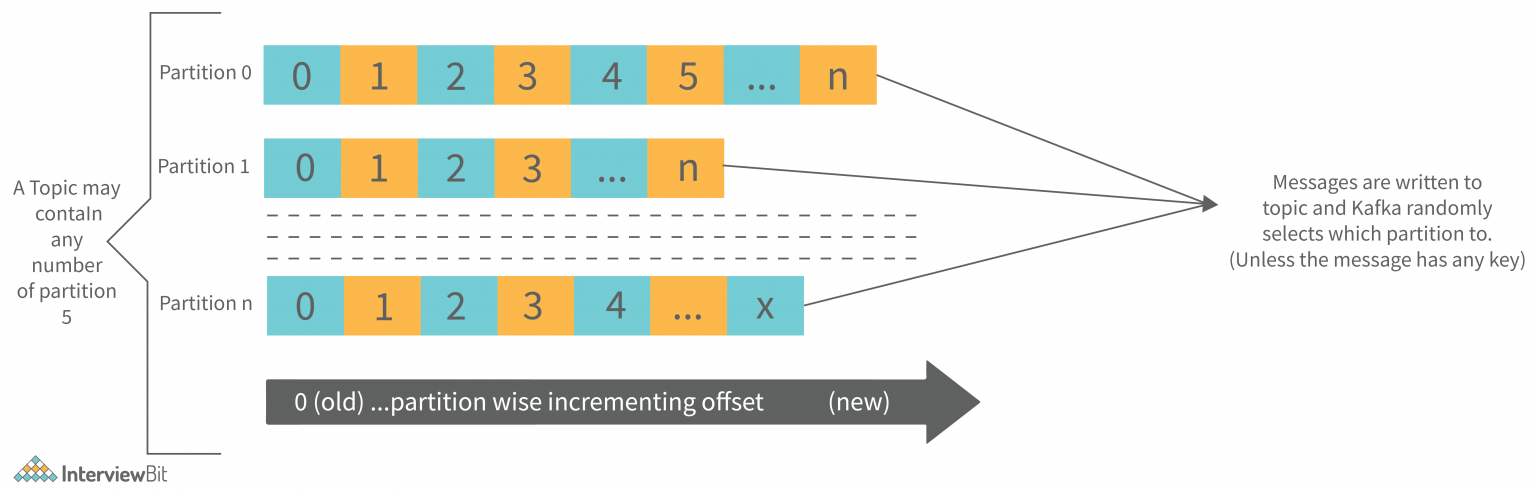 Partition 0
0 1 2 3 4 5 ... n
Partition 1
0 1 2 3 ... n
A Topic may
contaIn
any
number
of partition
5
Messages are written to
topic and Kafka randomly
selects which partition to.
(Unless the message has any key)
Partition n
0 1 2 3 4 ... x
0 (old) ...partition wise incrementing offset (new)
InterviewBit